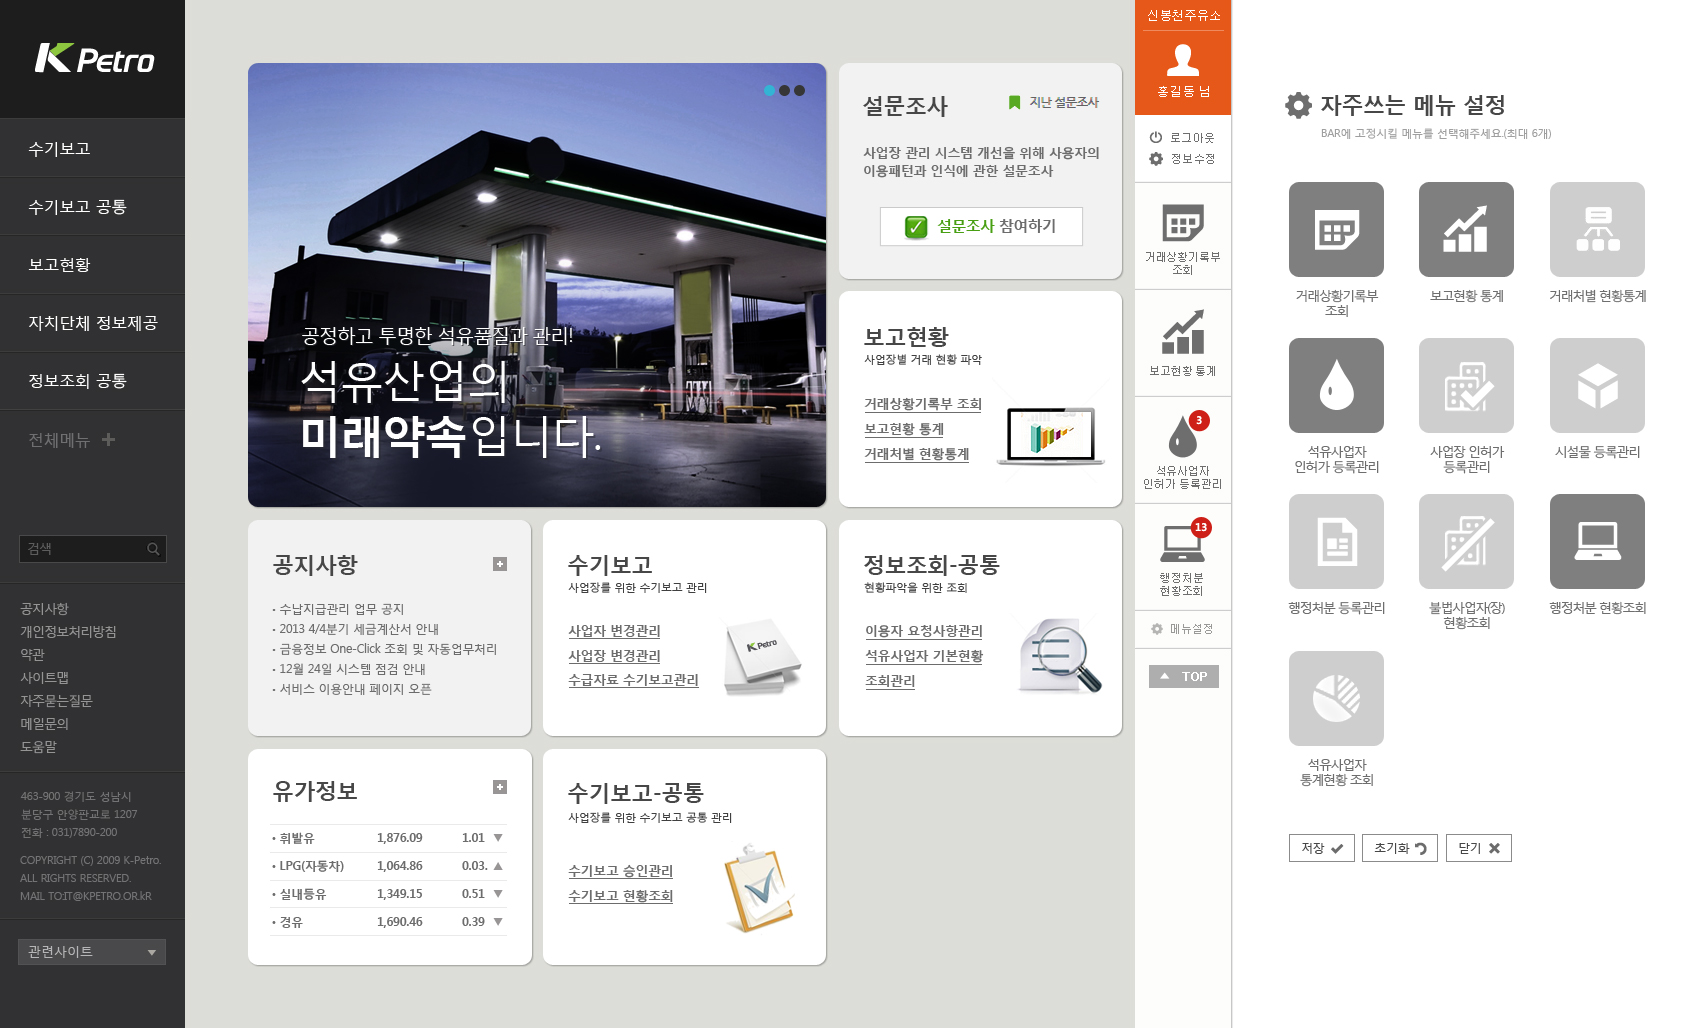 K Petro
수기보고
수기보고 공통
보고현황
자치단체 정보제공
정보조회 공통
전체메뉴
검색
공지사항
개인정보처리방침
약관
사이트맵
자주묻는질문
메일문의
도움말
463-900 경기도 성남시
분당구 안양판교로 1207
전화 : 031)7890-200
COPYRIGHT (C) 2009 K-Petro.
ALL RIGHTS RESERVED.
MAIL TO:IT@KPETRO.OR.kR
관련사이트
공정하고 투명한 석유품질과 관리!
석유산업의
미래약속입니다.
설문조사
지난 설문조사
사업장 관리 시스템 개선을 위해 사용자의
이용패턴과 인식에 관한 설문조사
설문조사 참여하기
보고현황
사업장별 거래 현황 파악
거래상황기록부 조회
보고현황 통계
거래처별 현황통계
공지사항
• 수납지급관리 업무 공지
• 2013 4/4분기 세금계산서 안내
• 금융정보 One-Click 조회 및 자동업무처리
• 12월 24일 시스템 점검 안내
• 서비스 이용안내 페이지 오픈
수기보고
사업장를 위한 수기보고 관리
사업자 변경관리
사업장 변경관리
수급자료 수기보고관리
K Petro
정보조회-공통
현황파악을 위한 조회
이용자 요청사항관리
석유사업자 기본현황
조회관리
유가정보
• 휘발유 1,876.09 1.01 ▼
• LPG(자동차) 1,064.86 0.03. ▲
• 실내등유 1,349.15 0.51 ▼
• 경유 1,690.46 0.39 ▼
수기보고-공통
사업장를 위한 수기보고 공통 관리
수기보고 승인관리
수기보고 현황조회
신봉천주유소
홍길동 님
로그아웃
정보수정
거래상황기록부
조회
보고현황 통계
3
석유사업자
인허가 등록관리
13
행정처분
현황조회
메뉴설정
TOP
자주쓰는 메뉴 설정
BAR에 고정시킬 메뉴를 선택해주세요.(최대 6개)
거래상황기록부
조회
보고현황 통계
거래처별 현황통계
석유사업자
인허가 등록관리
사업장 인허가
등록관리
시설물 등록관리
행정처분 등록관리
불법사업자(장)
현황조회
행정처분 현황조회
석유사업자
통계현황 조회
저장
초기화
닫기